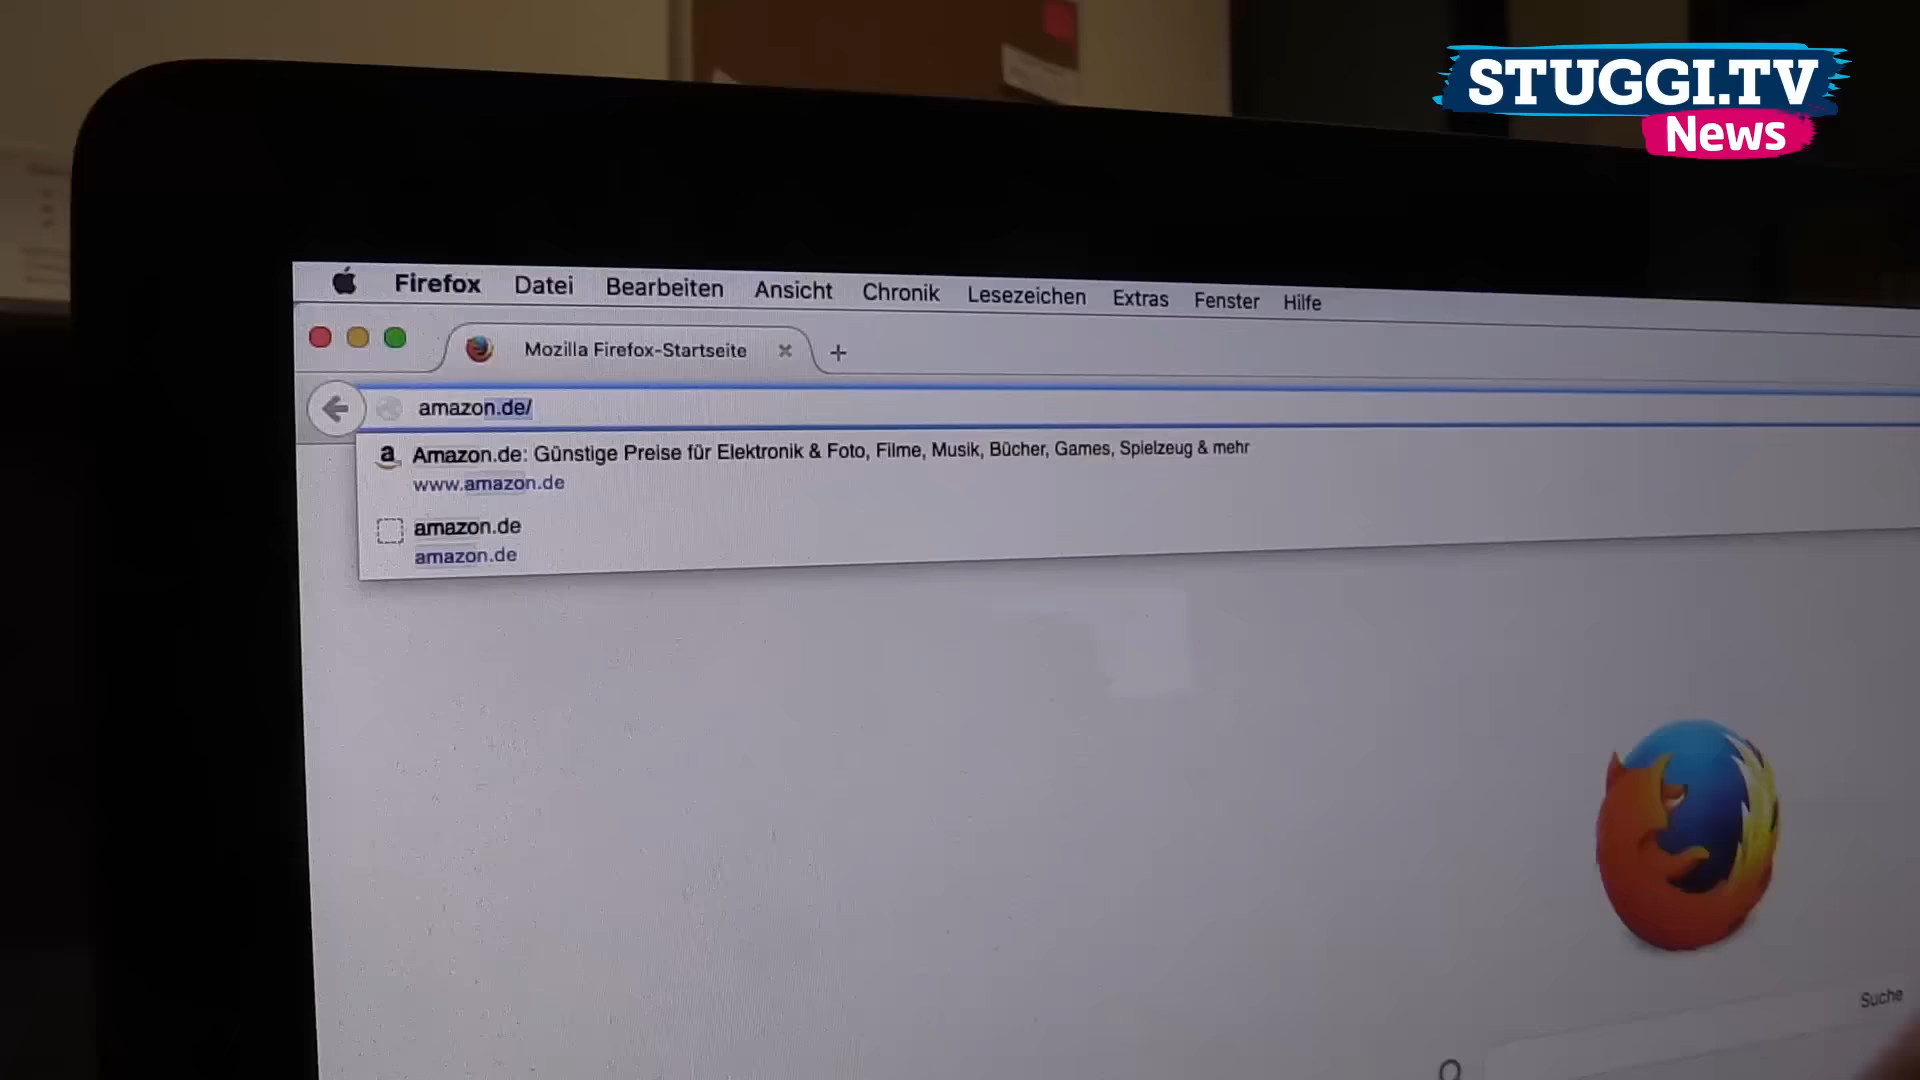 STUGGI.TV
News
Firefox Datei Bearbeiten Ansicht Chronik Lesezeichen Extras Fenster Hilfe
Mozilla Firefox-Startseite
amazon.de/
Amazon.de: Günstige Preise für Elektronik & Foto, Filme, Musik, Bücher, Games, Spielzeug & mehr
www.amazon.de
amazon.de
amazon.de
Suche